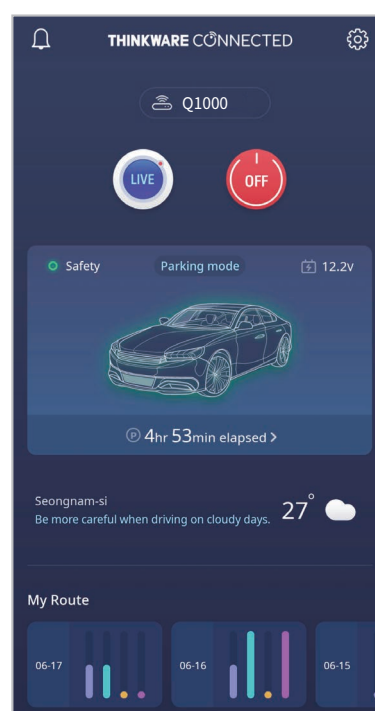 THINKWARE CONNECTED
Q1000
LIVE
OFF
Safety Parking mode 12.2v
P 4hr 53min elapsed >
Seongnam-si
Be more careful when driving on cloudy days.
27°
My Route
06-17 06-16 06-15